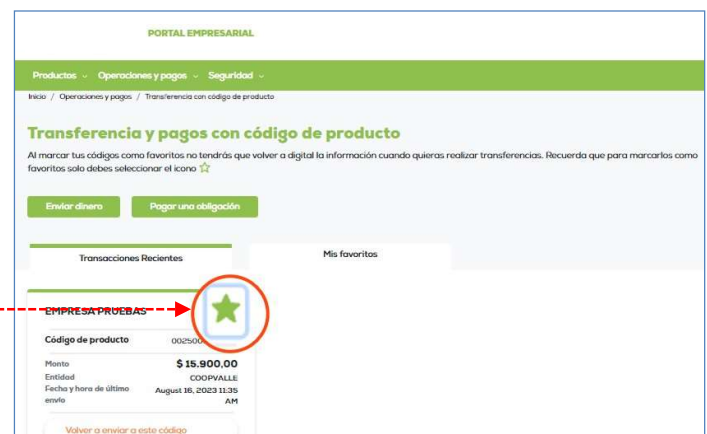 PORTAL EMPRESARIAL
Productos Operaciones y pagos Seguridad
Inicio / Operaciones y pagos / Transferencia con código de producto
Transferencia y pagos con código de producto
Al marcar tus códigos como favoritos no tendrás que volver a digital la información cuando quieras realizar transferencias. Recuerda que para marcarlos como
favoritos solo debes seleccionar el icono
Enviar dinero Pagar una obligación
Transacciones Recientes Mis favoritos
EMPRESA PRUEBAS
Código de producto 002500
Monto $ 15.900,00
Entidad COOPVALLE
Fecha y hora de último August 16, 2023 11:35
envío AM
Volver a enviar a este código